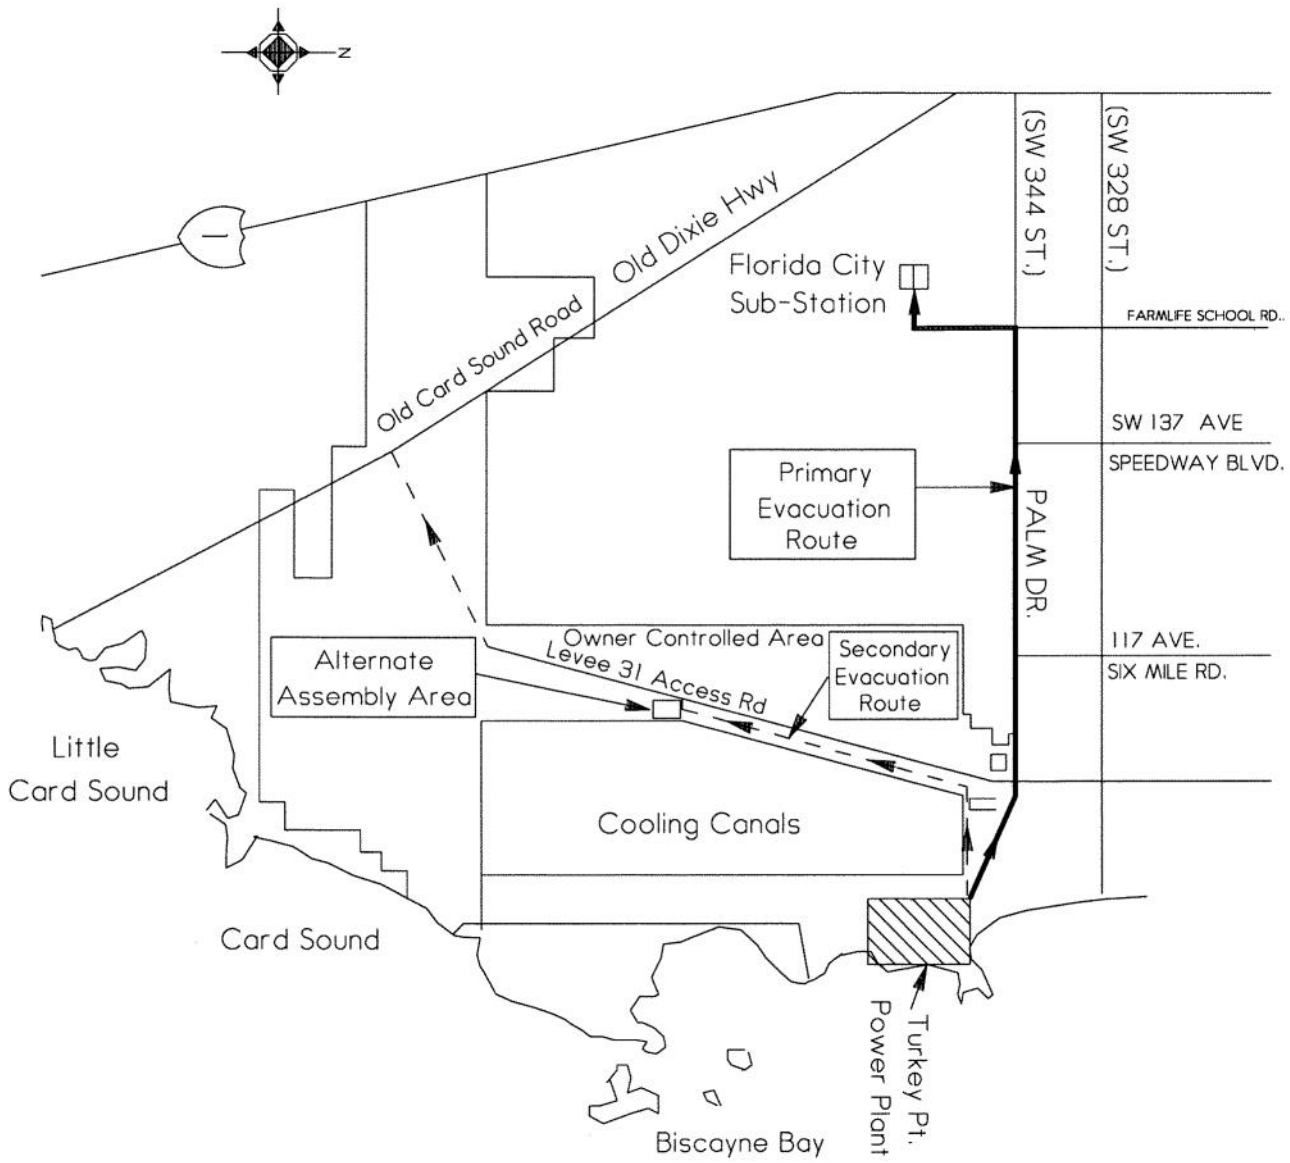 N
(SW 344 ST.)
(SW 328 ST.)
1
Old Dixie Hwy
Florida City
Sub-Station
FARMLIFE SCHOOL RD..
Old Card Sound Road
SW 137 AVE
SPEEDWAY BLVD.
Primary
Evacuation
Route
PALM DR.
Owner Controlled Area
Levee 31 Access Rd
Secondary
Evacuation
Route
117 AVE.
SIX MILE RD.
Alternate
Assembly Area
Little
Card Sound
Cooling Canals
Card Sound
Turkey Pt.
Power Plant
Biscayne Bay